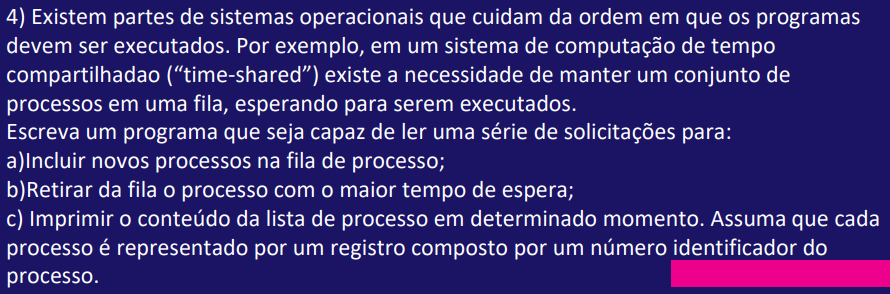 4) Existem partes de sistemas operacionais que cuidam da ordem em que os programas
devem ser executados. Por exemplo, em um sistema de computação de tempo
compartilhadao (“time-shared”) existe a necessidade de manter um conjunto de
processos em uma fila, esperando para serem executados.
Escreva um programa que seja capaz de ler uma série de solicitações para:
a)Incluir novos processos na fila de processo;
b)Retirar da fila o processo com o maior tempo de espera;
c) Imprimir o conteúdo da lista de processo em determinado momento. Assuma que cada
processo é representado por um registro composto por um número identificador do
processo.